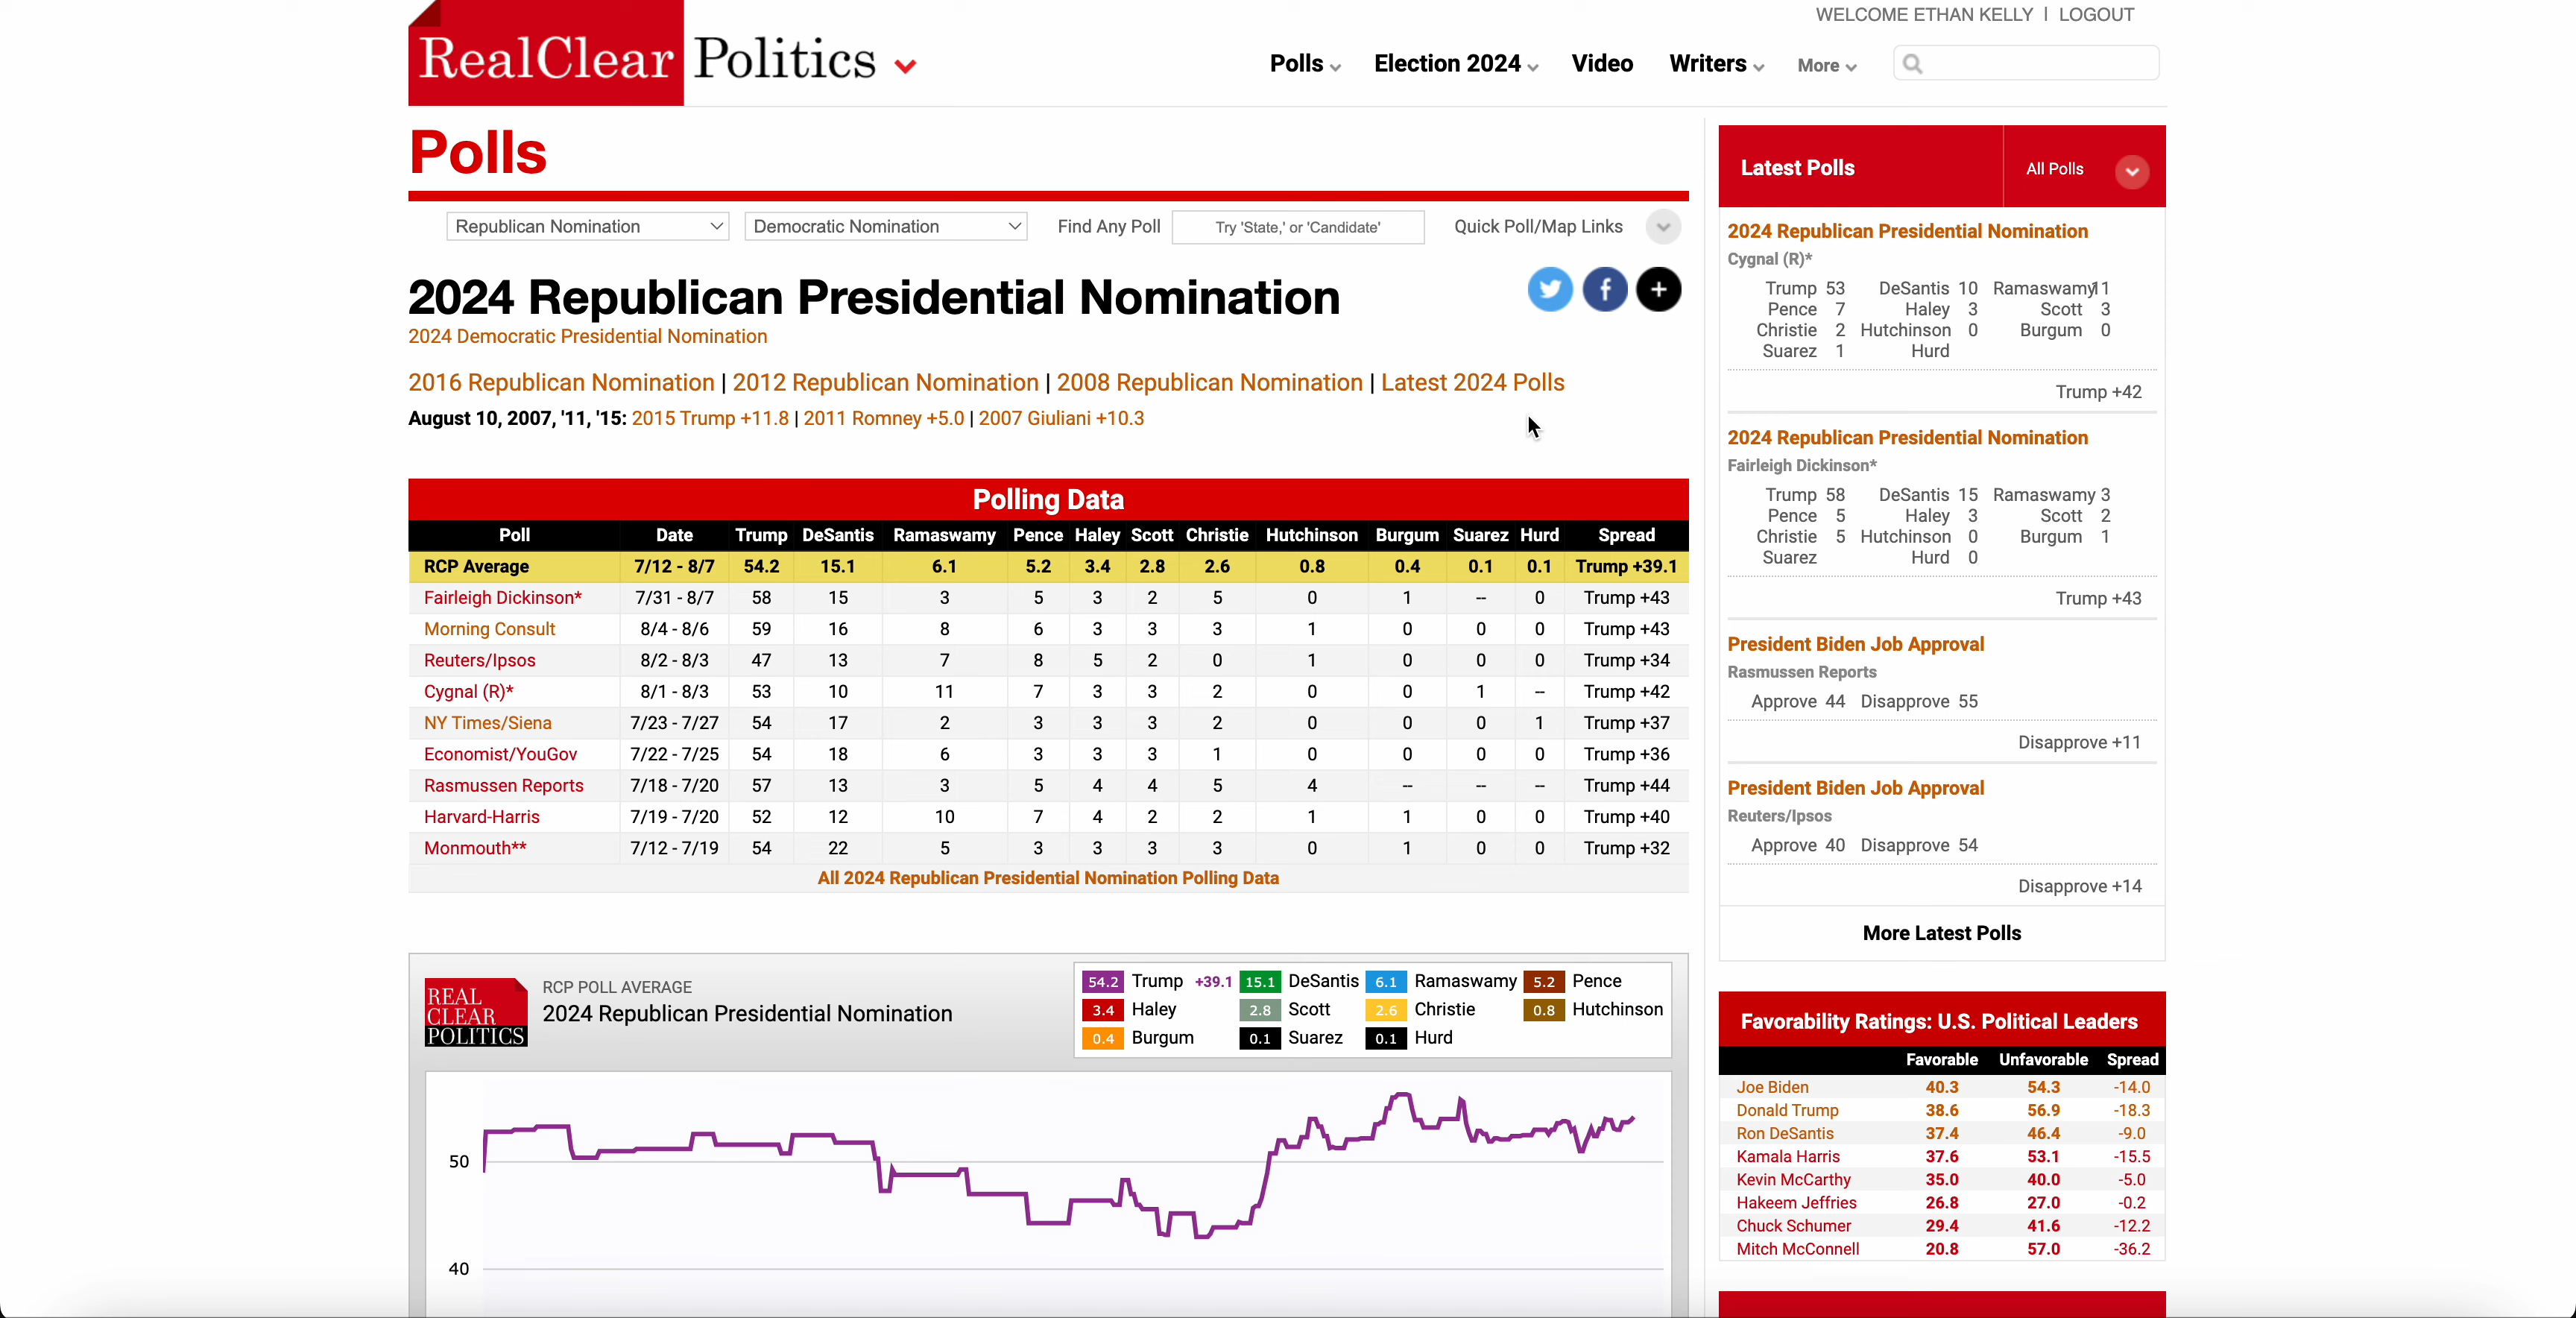 WELCOME ETHAN KELLY | LOGOUT
RealClear Politics
Polls Election 2024 Video Writers More
Polls
Republican Nomination Democratic Nomination Find Any Poll Try 'State,' or 'Candidate' Quick Poll/Map Links
2024 Republican Presidential Nomination
2024 Democratic Presidential Nomination
2016 Republican Nomination | 2012 Republican Nomination | 2008 Republican Nomination | Latest 2024 Polls
August 10, 2007, '11, '15: 2015 Trump +11.8 | 2011 Romney +5.0 | 2007 Giuliani +10.3
Polling Data
Poll Date Trump DeSantis Ramaswamy Pence Haley Scott Christie Hutchinson Burgum Suarez Hurd Spread
RCP Average 7/12 - 8/7 54.2 15.1 6.1 5.2 3.4 2.8 2.6 0.8 0.4 0.1 0.1 Trump +39.1
Fairleigh Dickinson* 7/31 - 8/7 58 15 3 5 3 2 5 0 1 -- 0 Trump +43
Morning Consult 8/4 - 8/6 59 16 8 6 3 3 3 1 0 0 0 Trump +43
Reuters/Ipsos 8/2 - 8/3 47 13 7 8 5 2 0 1 0 0 0 Trump +34
Cygnal (R)* 8/1 - 8/3 53 10 11 7 3 3 2 0 0 1 -- Trump +42
NY Times/Siena 7/23 - 7/27 54 17 2 3 3 3 2 0 0 0 1 Trump +37
Economist/YouGov 7/22 - 7/25 54 18 6 3 3 3 1 0 0 0 0 Trump +36
Rasmussen Reports 7/18 - 7/20 57 13 3 5 4 4 5 4 -- -- -- Trump +44
Harvard-Harris 7/19 - 7/20 52 12 10 7 4 2 2 1 1 0 0 Trump +40
Monmouth** 7/12 - 7/19 54 22 5 3 3 3 3 0 1 0 0 Trump +32
All 2024 Republican Presidential Nomination Polling Data
REAL
CLEAR
POLITICS
RCP POLL AVERAGE
2024 Republican Presidential Nomination
54.2 Trump +39.1 15.1 DeSantis 6.1 Ramaswamy 5.2 Pence
3.4 Haley 2.8 Scott 2.6 Christie 0.8 Hutchinson
0.4 Burgum 0.1 Suarez 0.1 Hurd
50
40
Latest Polls All Polls
2024 Republican Presidential Nomination
Cygnal (R)*
Trump 53 DeSantis 10 Ramaswamy 11
Pence 7 Haley 3 Scott 3
Christie 2 Hutchinson 0 Burgum 0
Suarez 1 Hurd
Trump +42
2024 Republican Presidential Nomination
Fairleigh Dickinson*
Trump 58 DeSantis 15 Ramaswamy 3
Pence 5 Haley 3 Scott 2
Christie 5 Hutchinson 0 Burgum 1
Suarez Hurd 0
Trump +43
President Biden Job Approval
Rasmussen Reports
Approve 44 Disapprove 55
Disapprove +11
President Biden Job Approval
Reuters/Ipsos
Approve 40 Disapprove 54
Disapprove +14
More Latest Polls
Favorability Ratings: U.S. Political Leaders
Favorable Unfavorable Spread
Joe Biden 40.3 54.3 -14.0
Donald Trump 38.6 56.9 -18.3
Ron DeSantis 37.4 46.4 -9.0
Kamala Harris 37.6 53.1 -15.5
Kevin McCarthy 35.0 40.0 -5.0
Hakeem Jeffries 26.8 27.0 -0.2
Chuck Schumer 29.4 41.6 -12.2
Mitch McConnell 20.8 57.0 -36.2